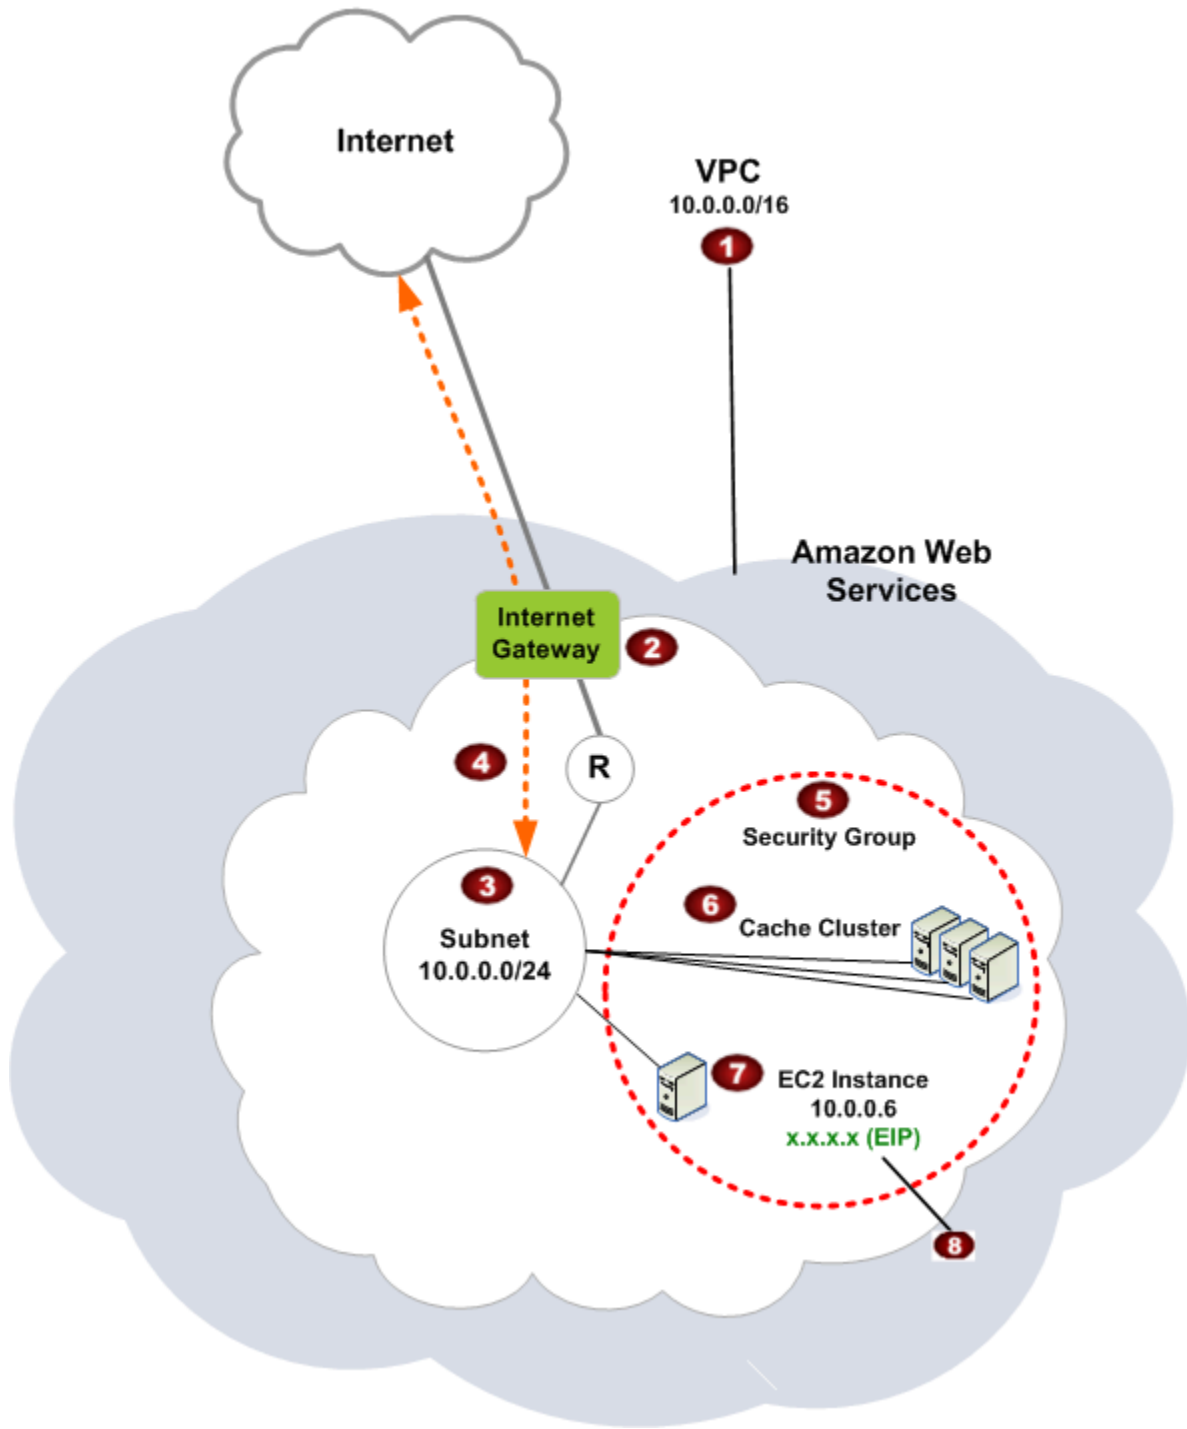 Internet
VPC
10.0.0.0/16
1
Amazon Web
Services
Internet
Gateway
2
4
R
5
Security Group
3
Subnet
10.0.0.0/24
6
Cache Cluster
7
EC2 Instance
10.0.0.6
x.x.x.x (EIP)
8